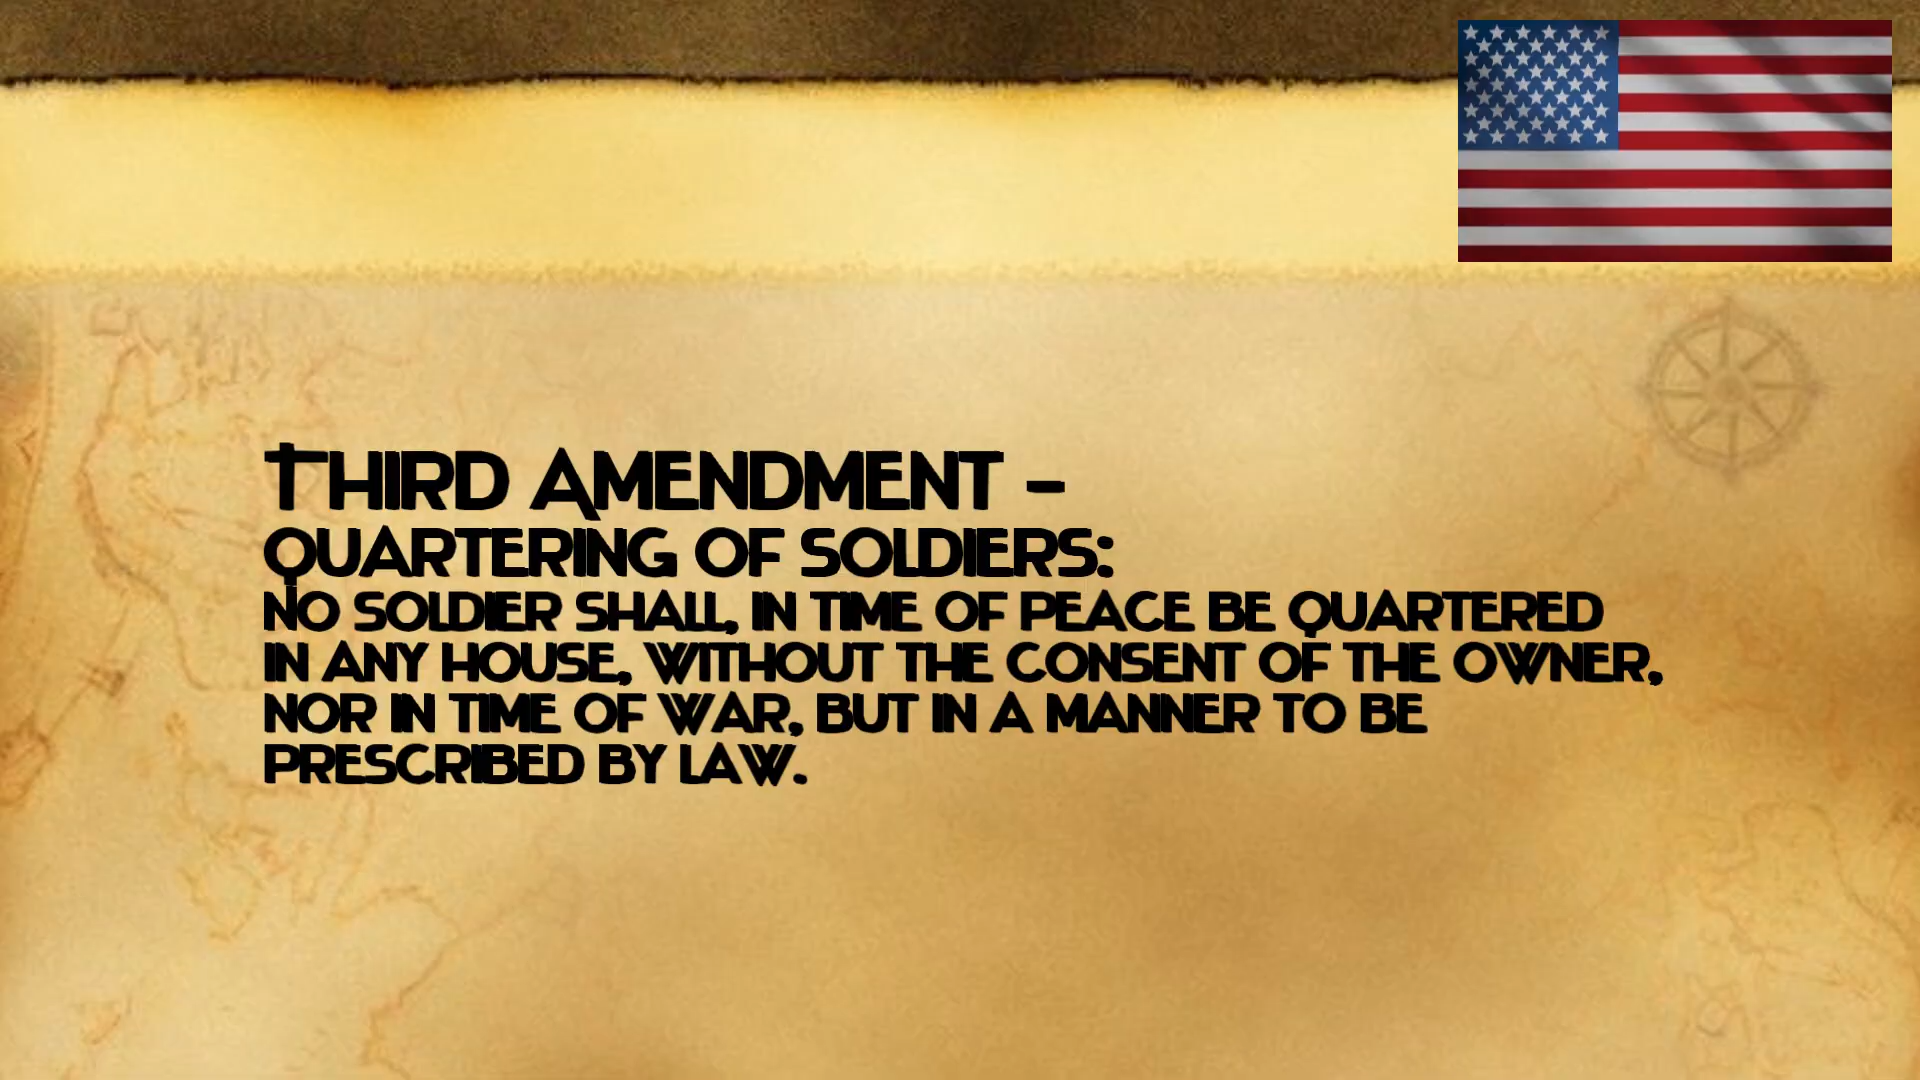 THIRD AMENDMENT –
QUARTERING OF SOLDIERS:
NO SOLDIER SHALL, IN TIME OF PEACE BE QUARTERED
IN ANY HOUSE, WITHOUT THE CONSENT OF THE OWNER,
NOR IN TIME OF WAR, BUT IN A MANNER TO BE
PRESCRIBED BY LAW.